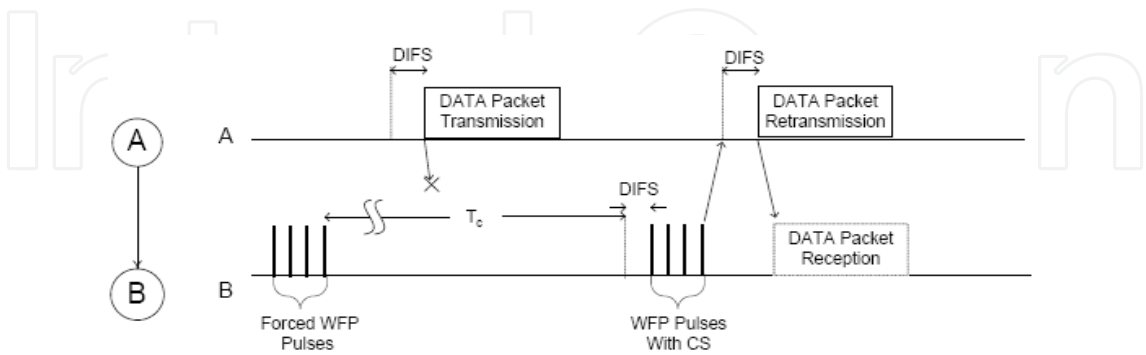 DIFS
DIFS
A
DATA Packet
Transmission
DATA Packet
Retransmission
A
DIFS
T_c
B
B
DATA Packet
Reception
Forced WFP
Pulses
WFP Pulses
With CS